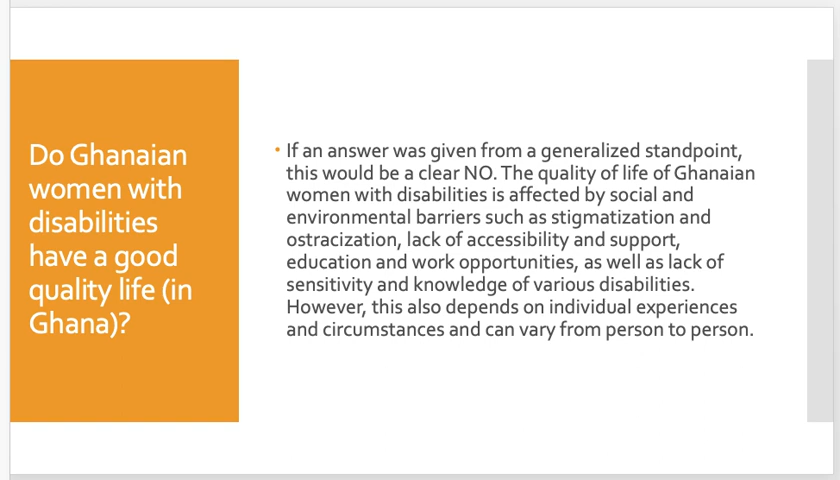 Do Ghanaian
women with
disabilities
have a good
quality life (in
Ghana)?
• If an answer was given from a generalized standpoint,
this would be a clear NO. The quality of life of Ghanaian
women with disabilities is affected by social and
environmental barriers such as stigmatization and
ostracization, lack of accessibility and support,
education and work opportunities, as well as lack of
sensitivity and knowledge of various disabilities.
However, this also depends on individual experiences
and circumstances and can vary from person to person.